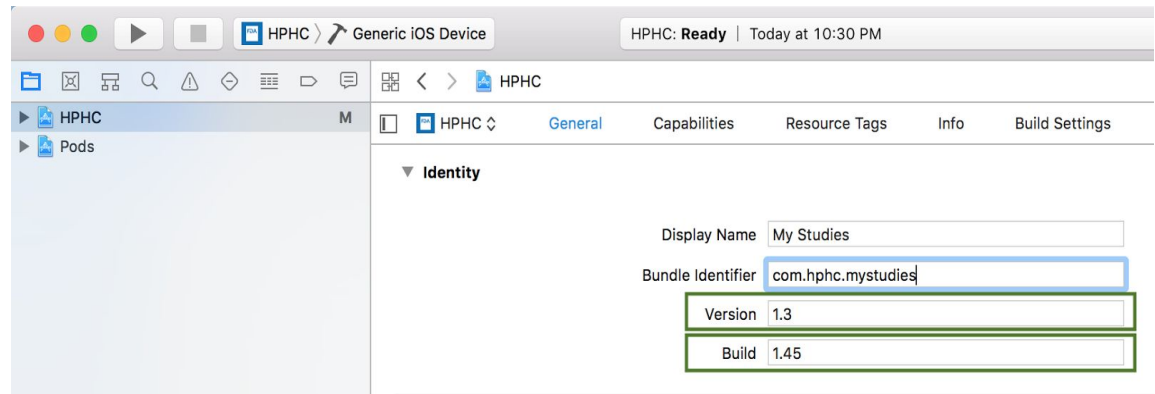 HPHC Generic iOS Device
HPHC: Ready | Today at 10:30 PM
HPHC
HPHC M
Pods
HPHC General Capabilities Resource Tags Info Build Settings
Identity
Display Name My Studies
Bundle Identifier com.hphc.mystudies
Version 1.3
Build 1.45